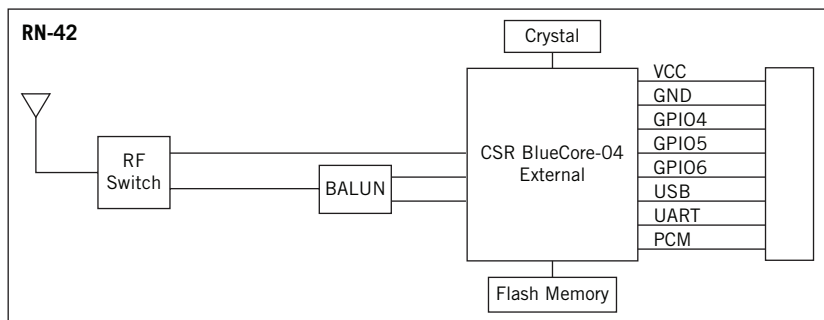 RN-42
Crystal
VCC
GND
GPIO4
GPIO5
GPIO6
USB
UART
PCM
CSR BlueCore-04
External
RF
Switch
BALUN
Flash Memory